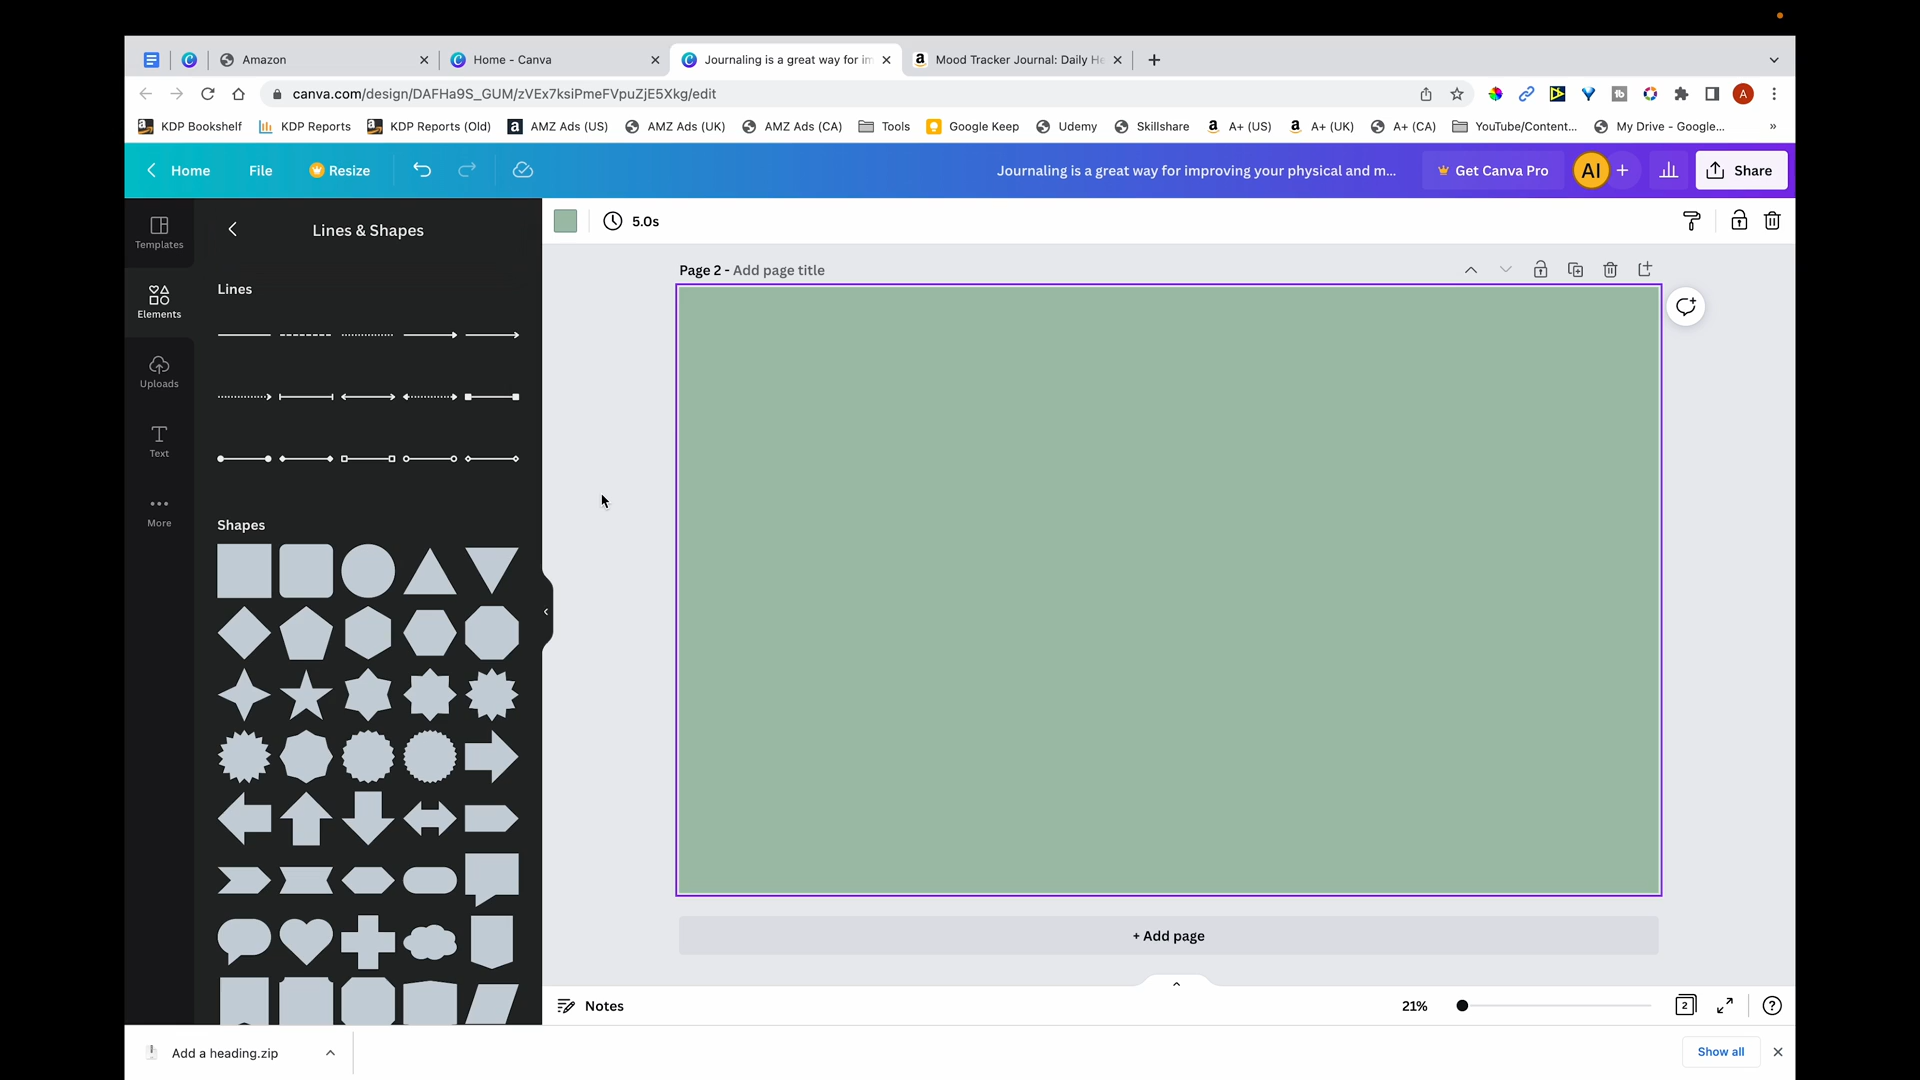 Amazon
Home - Canva
Journaling is a great way for im
Mood Tracker Journal: Daily He
canva.com/design/DAFHa9S_GUM/zVEx7ksiPmeFVpuZjE5Xkg/edit
KDP Bookshelf
KDP Reports
KDP Reports (Old)
AMZ Ads (US)
AMZ Ads (UK)
AMZ Ads (CA)
Tools
Google Keep
Udemy
Skillshare
A+ (US)
A+ (UK)
A+ (CA)
YouTube/Content...
My Drive - Google...
Home
File
Resize
Journaling is a great way for improving your physical and m...
Get Canva Pro
AI
Share
Templates
Elements
Uploads
Text
More
Lines & Shapes
Lines
Shapes
5.0s
Page 2 - Add page title
+ Add page
Notes
21%
2
Add a heading.zip
Show all